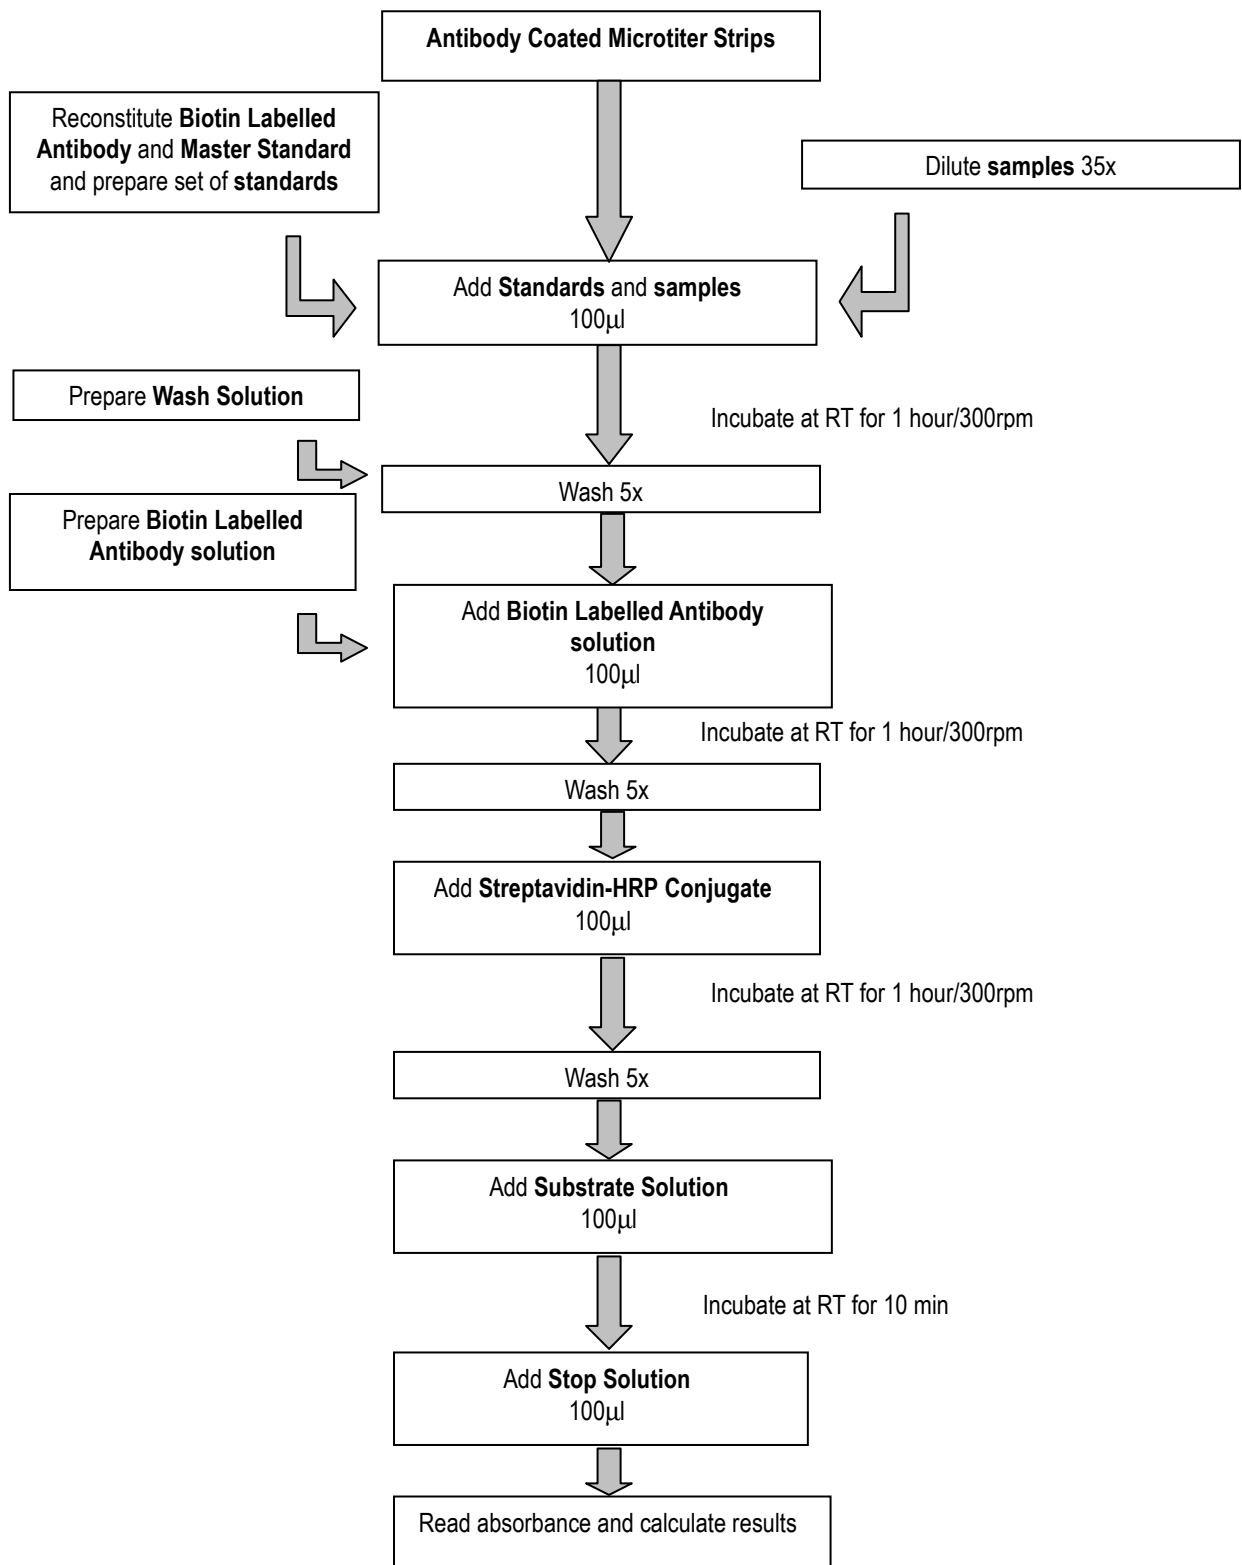 Antibody Coated Microtiter Strips
Reconstitute Biotin Labelled
Antibody and Master Standard
and prepare set of standards
Dilute samples 35x
Add Standards and samples
100μl
Prepare Wash Solution
Incubate at RT for 1 hour/300rpm
Wash 5x
Prepare Biotin Labelled
Antibody solution
Add Biotin Labelled Antibody
solution
100μl
Incubate at RT for 1 hour/300rpm
Wash 5x
Add Streptavidin-HRP Conjugate
100μl
Incubate at RT for 1 hour/300rpm
Wash 5x
Add Substrate Solution
100μl
Incubate at RT for 10 min
Add Stop Solution
100μl
Read absorbance and calculate results